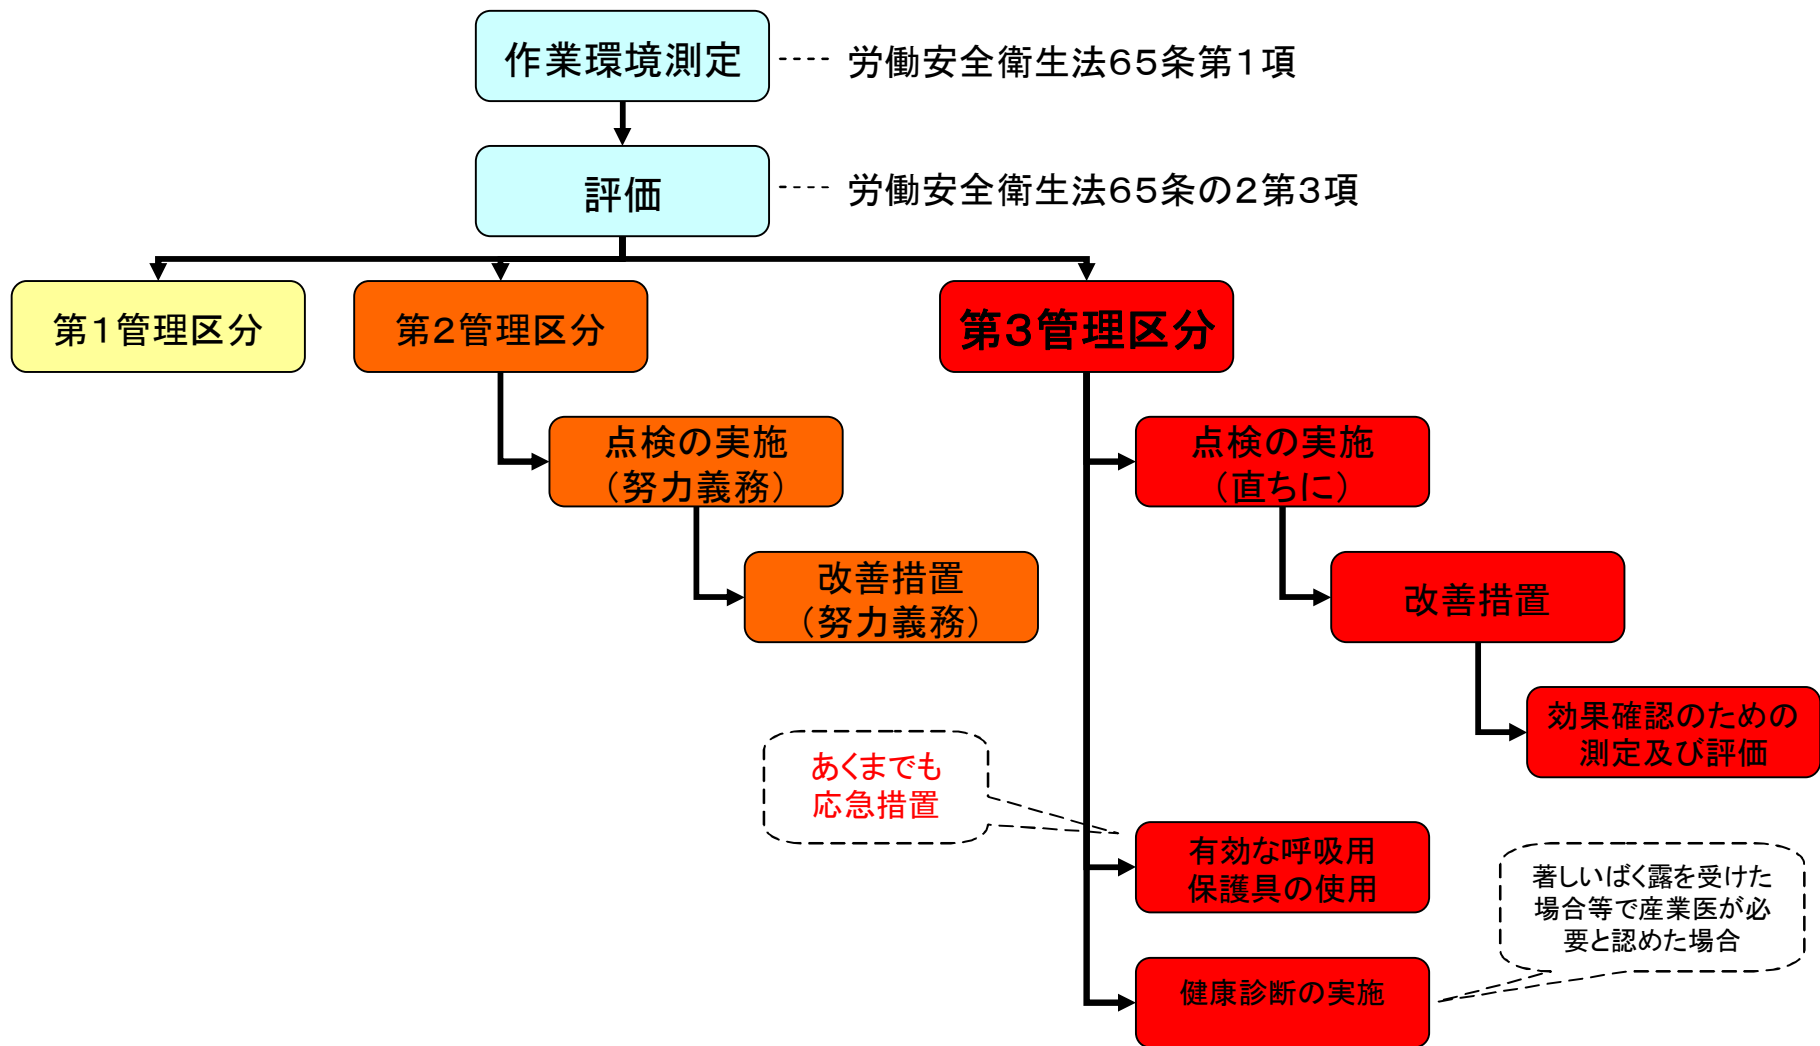 作業環境測定
労働安全衛生法65条第1項
評価
労働安全衛生法65条の2第3項
第1管理区分
第2管理区分
第3管理区分
点検の実施
(努力義務)
点検の実施
(直ちに)
改善措置
(努力義務)
改善措置
効果確認のための
測定及び評価
あくまでも
応急措置
有効な呼吸用
保護具の使用
著しいばく露を受けた
場合等で産業医が必
要と認めた場合
健康診断の実施